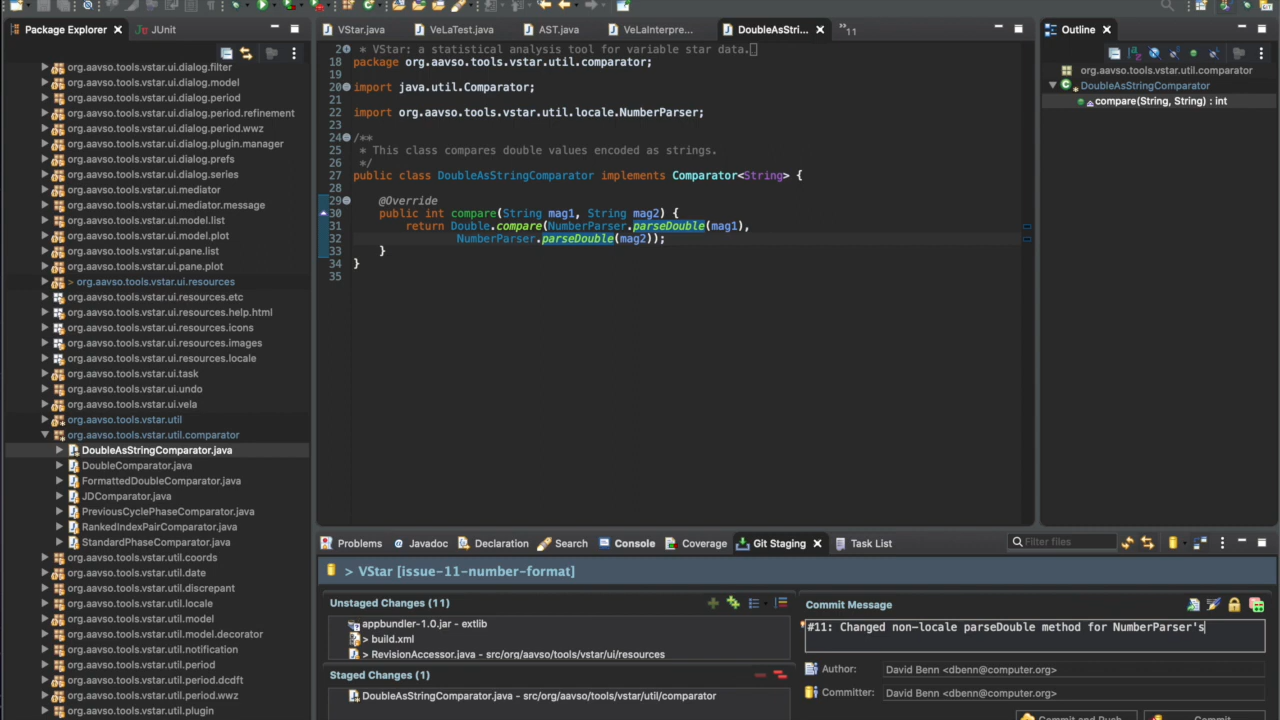 Package Explorer
JUnit
org.aavso.tools.vstar.ui.dialog.filter
org.aavso.tools.vstar.ui.dialog.model
org.aavso.tools.vstar.ui.dialog.period
org.aavso.tools.vstar.ui.dialog.period.refinement
org.aavso.tools.vstar.ui.dialog.period.wwz
org.aavso.tools.vstar.ui.dialog.plugin.manager
org.aavso.tools.vstar.ui.dialog.prefs
org.aavso.tools.vstar.ui.dialog.series
org.aavso.tools.vstar.ui.mediator
org.aavso.tools.vstar.ui.mediator.message
org.aavso.tools.vstar.ui.model.list
org.aavso.tools.vstar.ui.model.plot
org.aavso.tools.vstar.ui.pane.list
org.aavso.tools.vstar.ui.pane.plot
> org.aavso.tools.vstar.ui.resources
org.aavso.tools.vstar.ui.resources.etc
org.aavso.tools.vstar.ui.resources.help.html
org.aavso.tools.vstar.ui.resources.icons
org.aavso.tools.vstar.ui.resources.images
org.aavso.tools.vstar.ui.resources.locale
org.aavso.tools.vstar.ui.task
org.aavso.tools.vstar.ui.undo
org.aavso.tools.vstar.ui.vela
org.aavso.tools.vstar.util
org.aavso.tools.vstar.util.comparator
DoubleAsStringComparator.java
DoubleComparator.java
FormattedDoubleComparator.java
JDComparator.java
PreviousCyclePhaseComparator.java
RankedIndexPairComparator.java
StandardPhaseComparator.java
org.aavso.tools.vstar.util.coords
org.aavso.tools.vstar.util.date
org.aavso.tools.vstar.util.discrepant
org.aavso.tools.vstar.util.locale
org.aavso.tools.vstar.util.model
org.aavso.tools.vstar.util.model.decorator
org.aavso.tools.vstar.util.notification
org.aavso.tools.vstar.util.period
org.aavso.tools.vstar.util.period.dcdft
org.aavso.tools.vstar.util.period.wwz
org.aavso.tools.vstar.util.plugin
VStar.java
VeLaTest.java
AST.java
VeLaInterpre...
DoubleAsStri...
»11
2 * VStar: a statistical analysis tool for variable star data.
18 package org.aavso.tools.vstar.util.comparator;
19
20 import java.util.Comparator;
21
22 import org.aavso.tools.vstar.util.locale.NumberParser;
23
24 /**
25 * This class compares double values encoded as strings.
26 */
27 public class DoubleAsStringComparator implements Comparator<String> {
28
29 @Override
30 public int compare(String mag1, String mag2) {
31 return Double.compare(NumberParser.parseDouble(mag1),
32 NumberParser.parseDouble(mag2));
33 }
34 }
35
Outline
org.aavso.tools.vstar.util.comparator
DoubleAsStringComparator
compare(String, String) : int
Problems
Javadoc
Declaration
Search
Console
Coverage
Git Staging
Task List
Filter files
> VStar [issue-11-number-format]
Unstaged Changes (11)
appbundler-1.0.jar - extlib
> build.xml
> RevisionAccessor.java - src/org/aavso/tools/vstar/ui/resources
Staged Changes (1)
DoubleAsStringComparator.java - src/org/aavso/tools/vstar/util/comparator
Commit Message
#11: Changed non-locale parseDouble method for NumberParser's
Author:
David Benn <dbenn@computer.org>
Committer:
David Benn <dbenn@computer.org>
Commit and Push
Commit